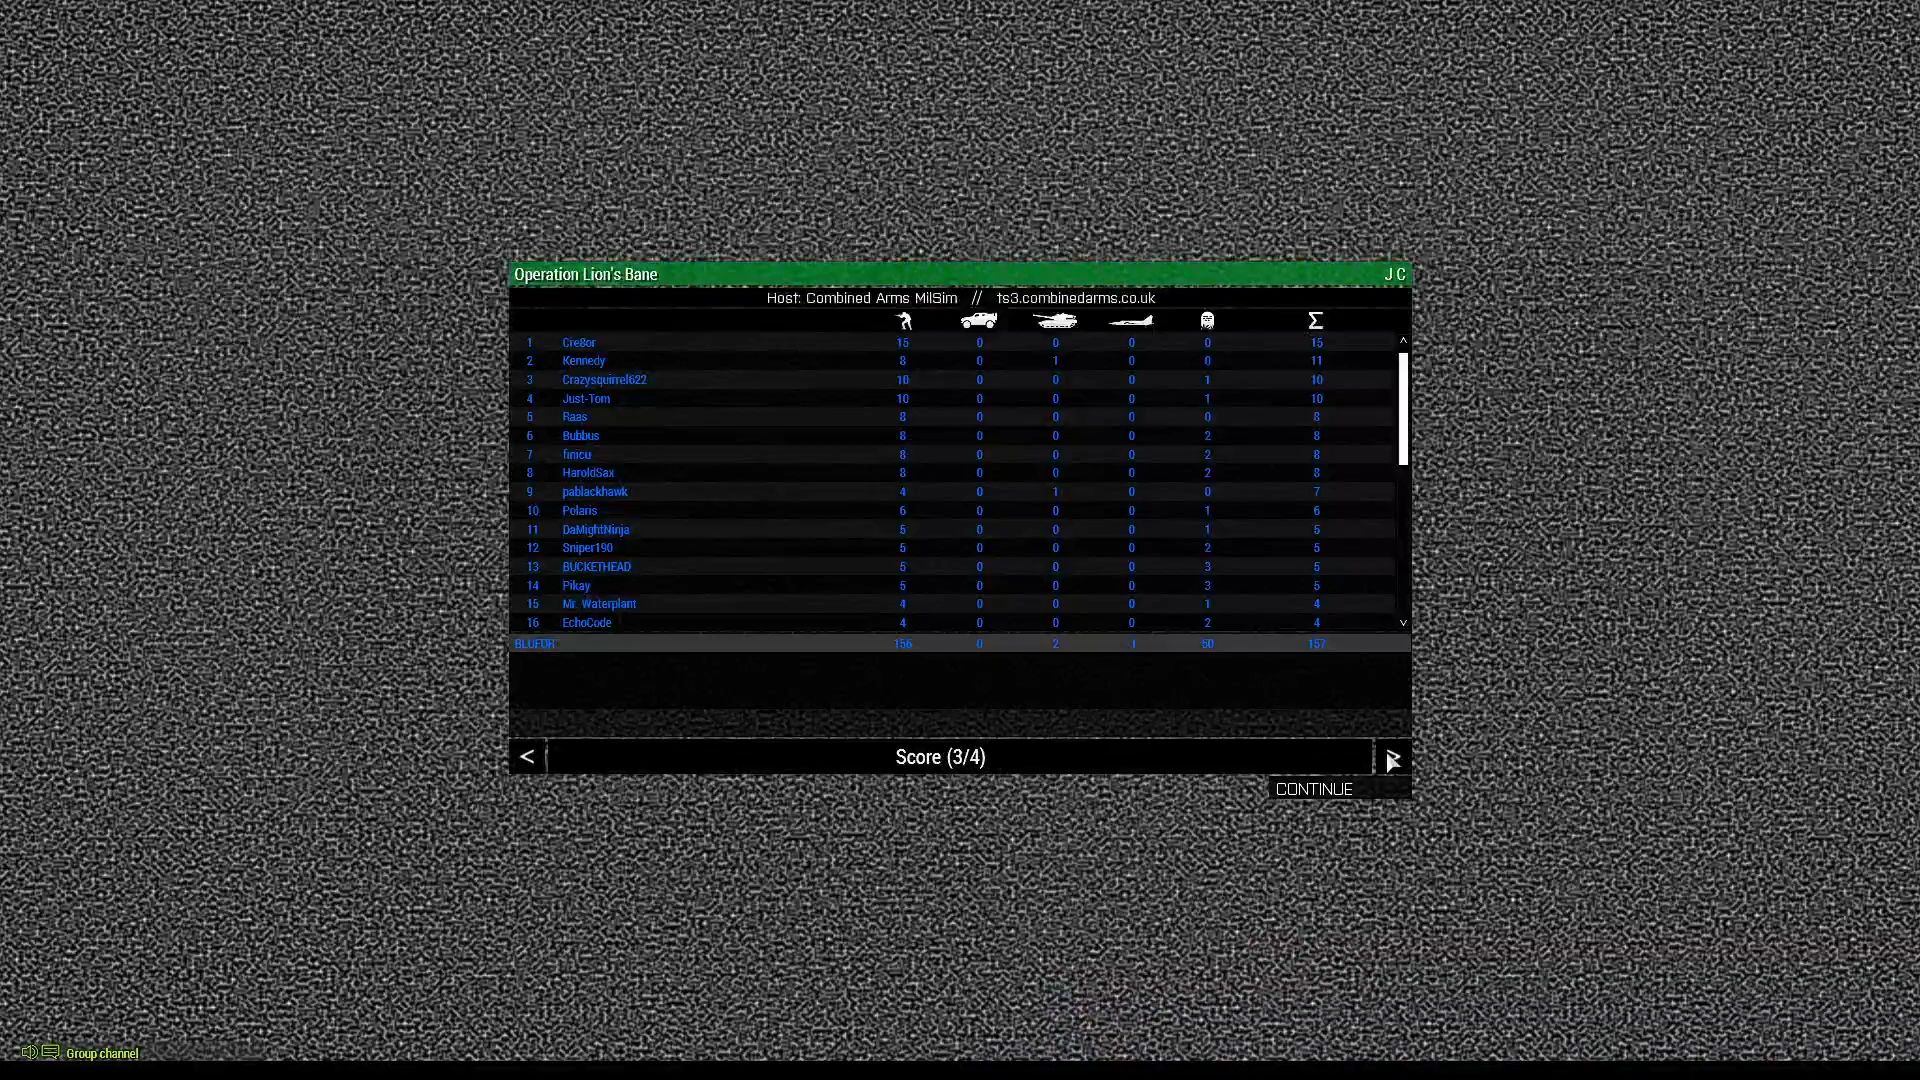 Operation Lion's Bane J C
Host: Combined Arms MilSim // ts3.combinedarms.co.uk
Σ
1 Cre8or 15 0 0 0 0 15
2 Kennedy 8 0 1 0 0 11
3 Crazysquirrel622 10 0 0 0 1 10
4 Just-Tom 10 0 0 0 1 10
5 Raas 8 0 0 0 0 8
6 Bubbus 8 0 0 0 2 8
7 finicu 8 0 0 0 2 8
8 HaroldSax 8 0 0 0 2 8
9 pablackhawk 4 0 1 0 0 7
10 Polaris 6 0 0 0 1 6
11 DaMightNinja 5 0 0 0 1 5
12 Sniper190 5 0 0 0 2 5
13 BUCKETHEAD 5 0 0 0 3 5
14 Pikay 5 0 0 0 3 5
15 Mr. Waterplant 4 0 0 0 1 4
16 EchoCode 4 0 0 0 2 4
BLUFOR 156 0 2 1 60 157
< Score (3/4) >
CONTINUE
Group channel